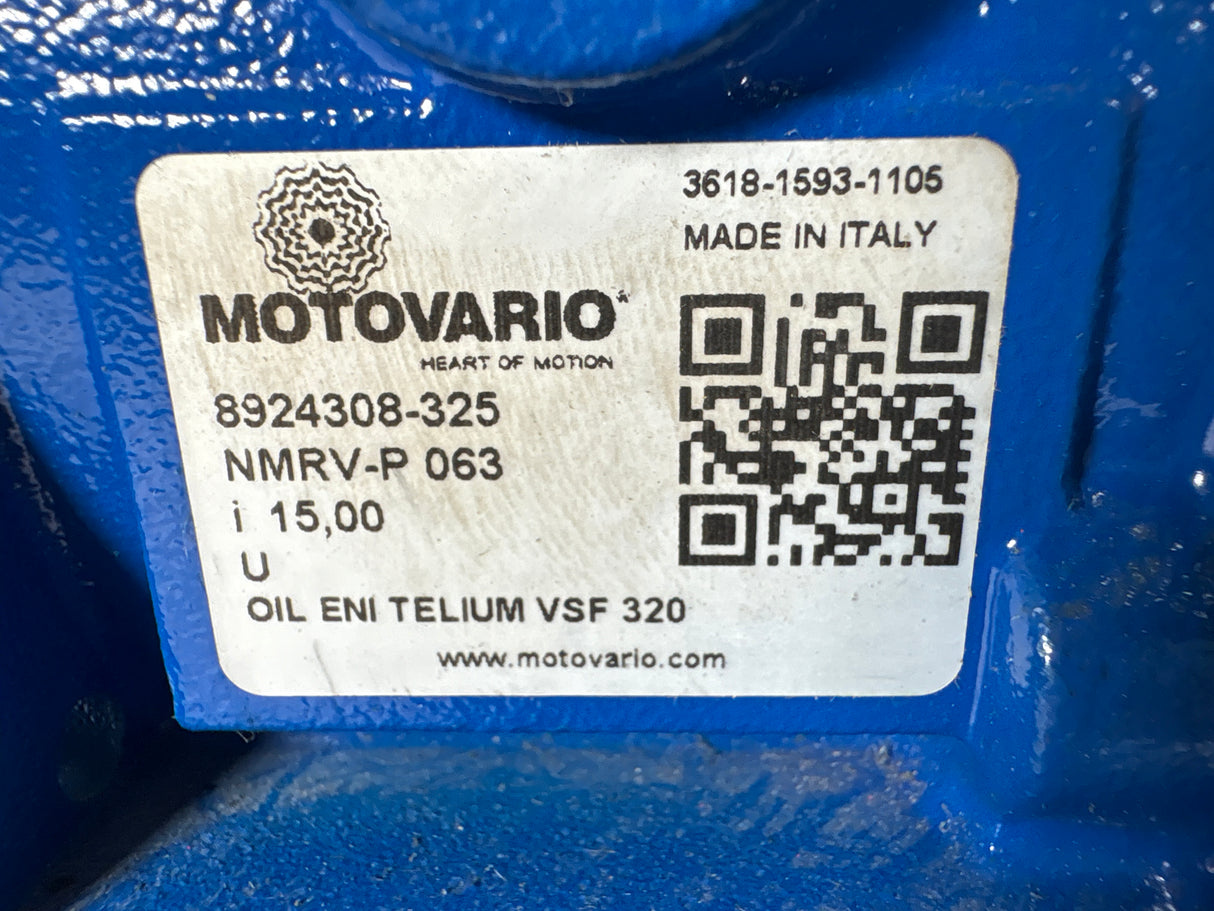 3618-1593-1105
MADE IN ITALY
MOTOVARIO*
HEART OF MOTION
8924308-325
NMRV-P 063
i 15,00
U
OIL ENI TELIUM VSF 320
www.motovario.com